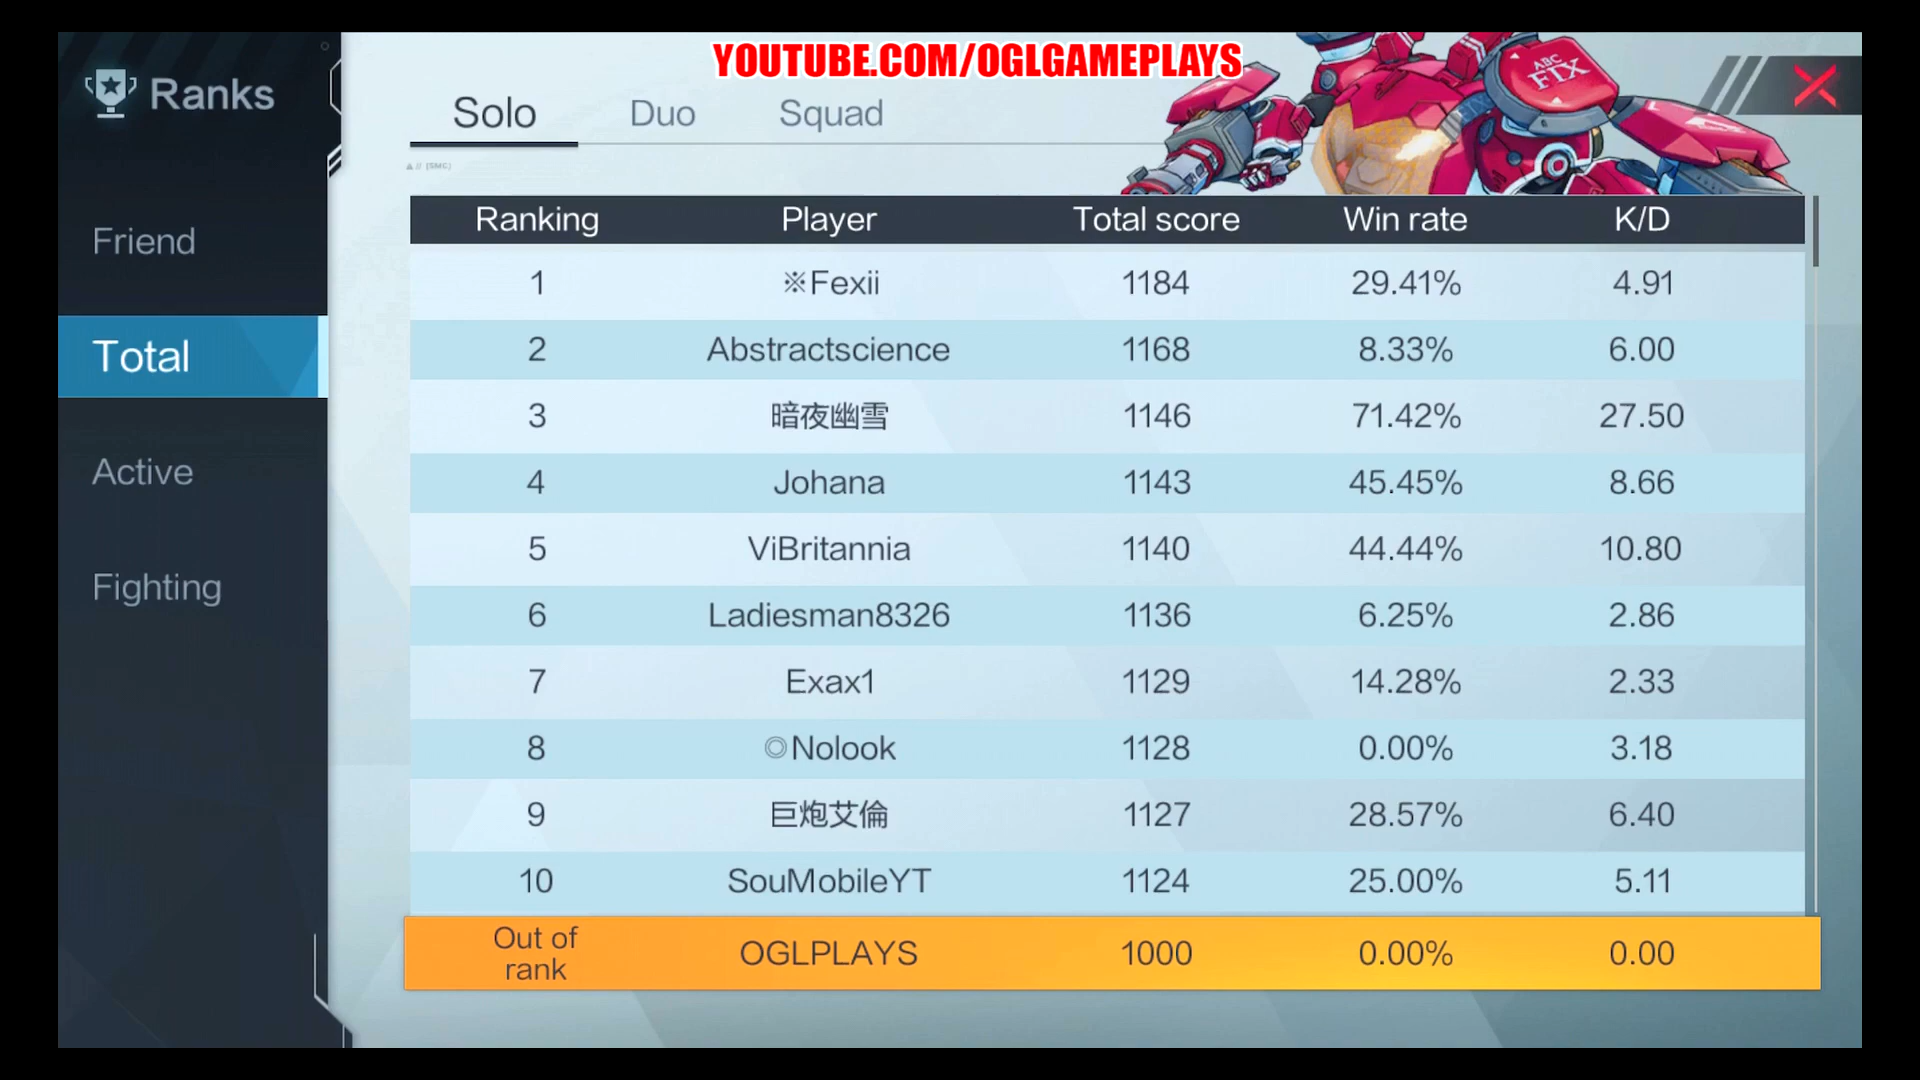 YOUTUBE.COM/OGLGAMEPLAYS
Ranks
Solo Duo Squad
ABC
FIX
Friend
Total
Active
Fighting
Ranking Player Total score Win rate K/D
1 ※Fexii 1184 29.41% 4.91
2 Abstractscience 1168 8.33% 6.00
3 暗夜幽雪 1146 71.42% 27.50
4 Johana 1143 45.45% 8.66
5 ViBritannia 1140 44.44% 10.80
6 Ladiesman8326 1136 6.25% 2.86
7 Exax1 1129 14.28% 2.33
8 ◎Nolook 1128 0.00% 3.18
9 巨炮艾倫 1127 28.57% 6.40
10 SouMobileYT 1124 25.00% 5.11
Out of rank OGLPLAYS 1000 0.00% 0.00